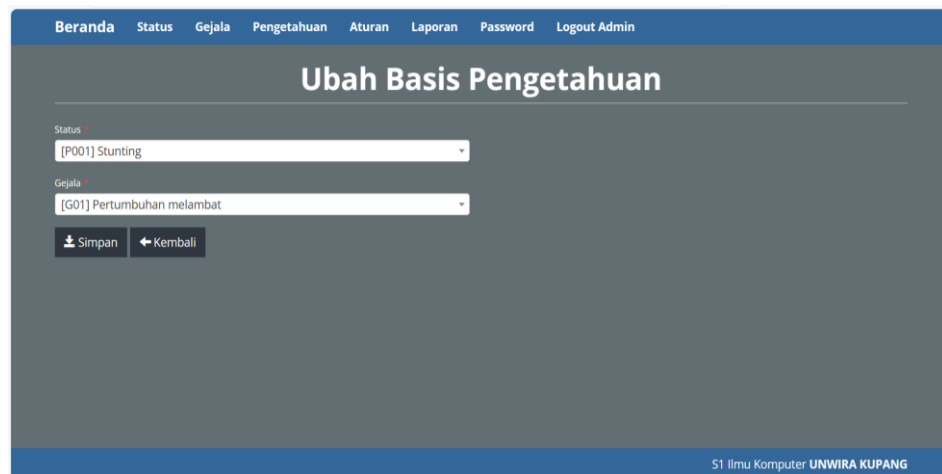 Beranda Status Gejala Pengetahuan Aturan Laporan Password Logout Admin
Ubah Basis Pengetahuan
Status *
[P001] Stunting
Gejala *
[G01] Pertumbuhan melambat
Simpan Kembali
S1 Ilmu Komputer UNWIRA KUPANG